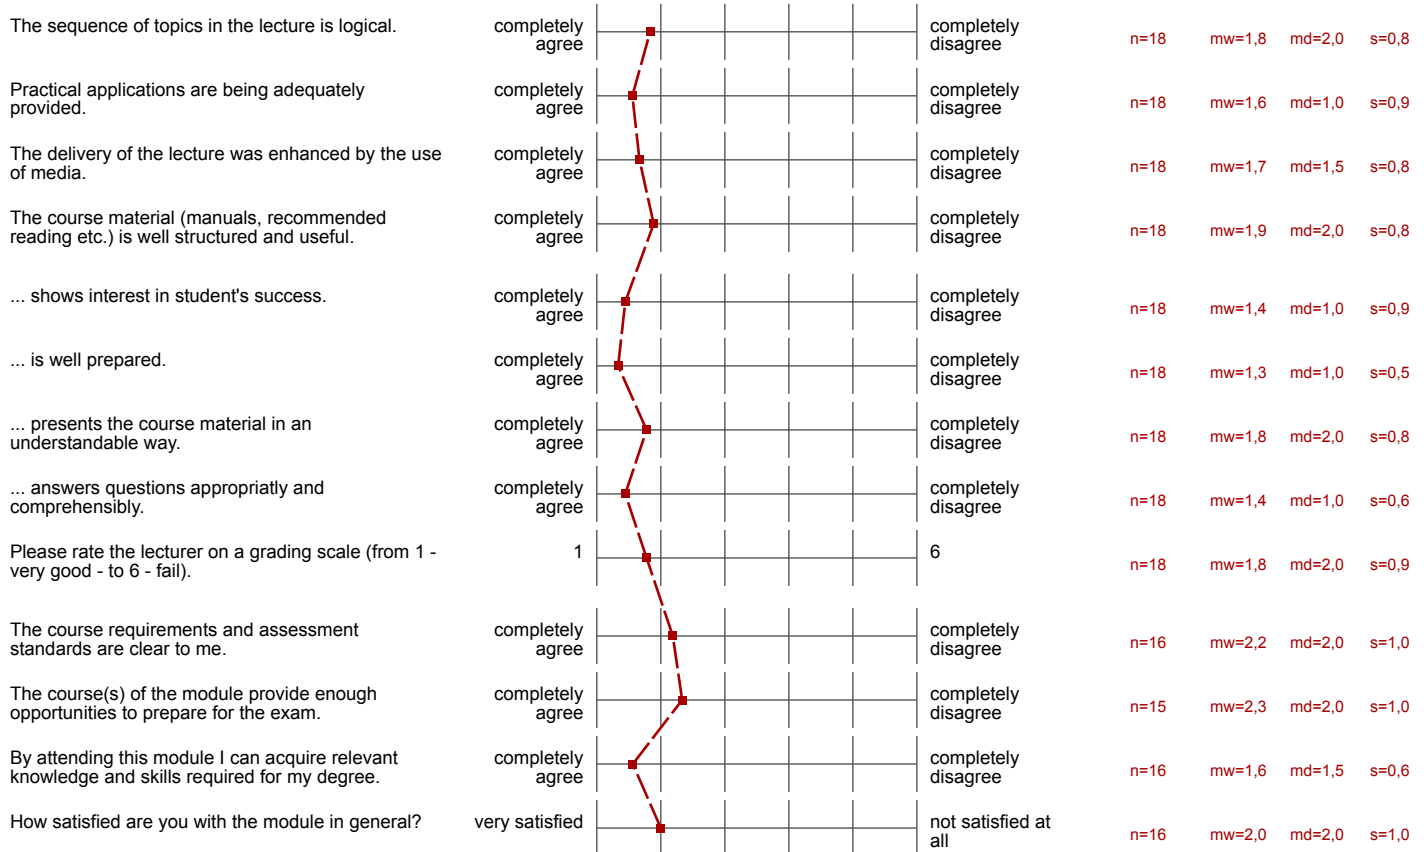 The sequence of topics in the lecture is logical. completely agree completely disagree n=18 mw=1,8 md=2,0 s=0,8
Practical applications are being adequately
provided. completely agree completely disagree n=18 mw=1,6 md=1,0 s=0,9
The delivery of the lecture was enhanced by the use
of media. completely agree completely disagree n=18 mw=1,7 md=1,5 s=0,8
The course material (manuals, recommended
reading etc.) is well structured and useful. completely agree completely disagree n=18 mw=1,9 md=2,0 s=0,8
... shows interest in student's success. completely agree completely disagree n=18 mw=1,4 md=1,0 s=0,9
... is well prepared. completely agree completely disagree n=18 mw=1,3 md=1,0 s=0,5
... presents the course material in an
understandable way. completely agree completely disagree n=18 mw=1,8 md=2,0 s=0,8
... answers questions appropriatly and
comprehensibly. completely agree completely disagree n=18 mw=1,4 md=1,0 s=0,6
Please rate the lecturer on a grading scale (from 1 -
very good - to 6 - fail). 1 6 n=18 mw=1,8 md=2,0 s=0,9
The course requirements and assessment
standards are clear to me. completely agree completely disagree n=16 mw=2,2 md=2,0 s=1,0
The course(s) of the module provide enough
opportunities to prepare for the exam. completely agree completely disagree n=15 mw=2,3 md=2,0 s=1,0
By attending this module I can acquire relevant
knowledge and skills required for my degree. completely agree completely disagree n=16 mw=1,6 md=1,5 s=0,6
How satisfied are you with the module in general? very satisfied not satisfied at all n=16 mw=2,0 md=2,0 s=1,0